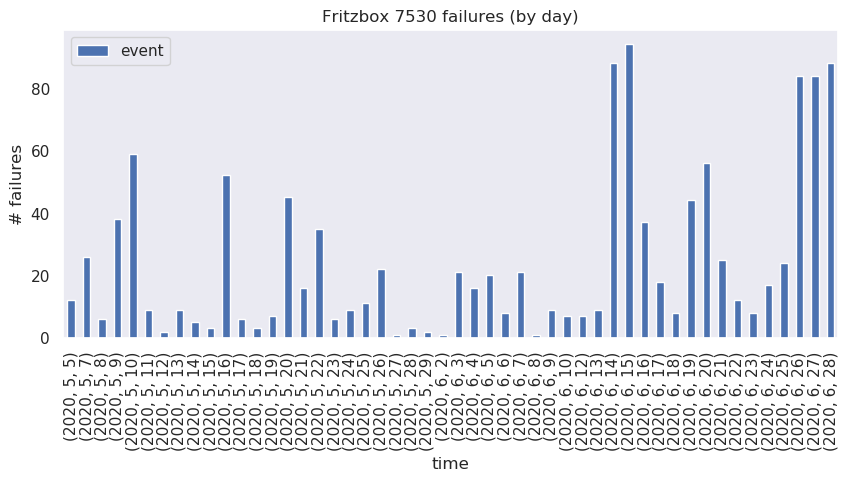 Fritzbox 7530 failures (by day)
event
# failures
80
60
40
20
0
(2020, 5, 5)
(2020, 5, 7)
(2020, 5, 8)
(2020, 5, 9)
(2020, 5, 10)
(2020, 5, 11)
(2020, 5, 12)
(2020, 5, 13)
(2020, 5, 14)
(2020, 5, 15)
(2020, 5, 16)
(2020, 5, 17)
(2020, 5, 18)
(2020, 5, 19)
(2020, 5, 20)
(2020, 5, 21)
(2020, 5, 22)
(2020, 5, 23)
(2020, 5, 24)
(2020, 5, 25)
(2020, 5, 26)
(2020, 5, 27)
(2020, 5, 28)
(2020, 5, 29)
(2020, 6, 2)
(2020, 6, 3)
(2020, 6, 4)
(2020, 6, 5)
(2020, 6, 6)
(2020, 6, 7)
(2020, 6, 8)
(2020, 6, 9)
(2020, 6, 10)
(2020, 6, 12)
(2020, 6, 13)
(2020, 6, 14)
(2020, 6, 15)
(2020, 6, 16)
(2020, 6, 17)
(2020, 6, 18)
(2020, 6, 19)
(2020, 6, 20)
(2020, 6, 21)
(2020, 6, 22)
(2020, 6, 23)
(2020, 6, 24)
(2020, 6, 25)
(2020, 6, 26)
(2020, 6, 27)
(2020, 6, 28)
time